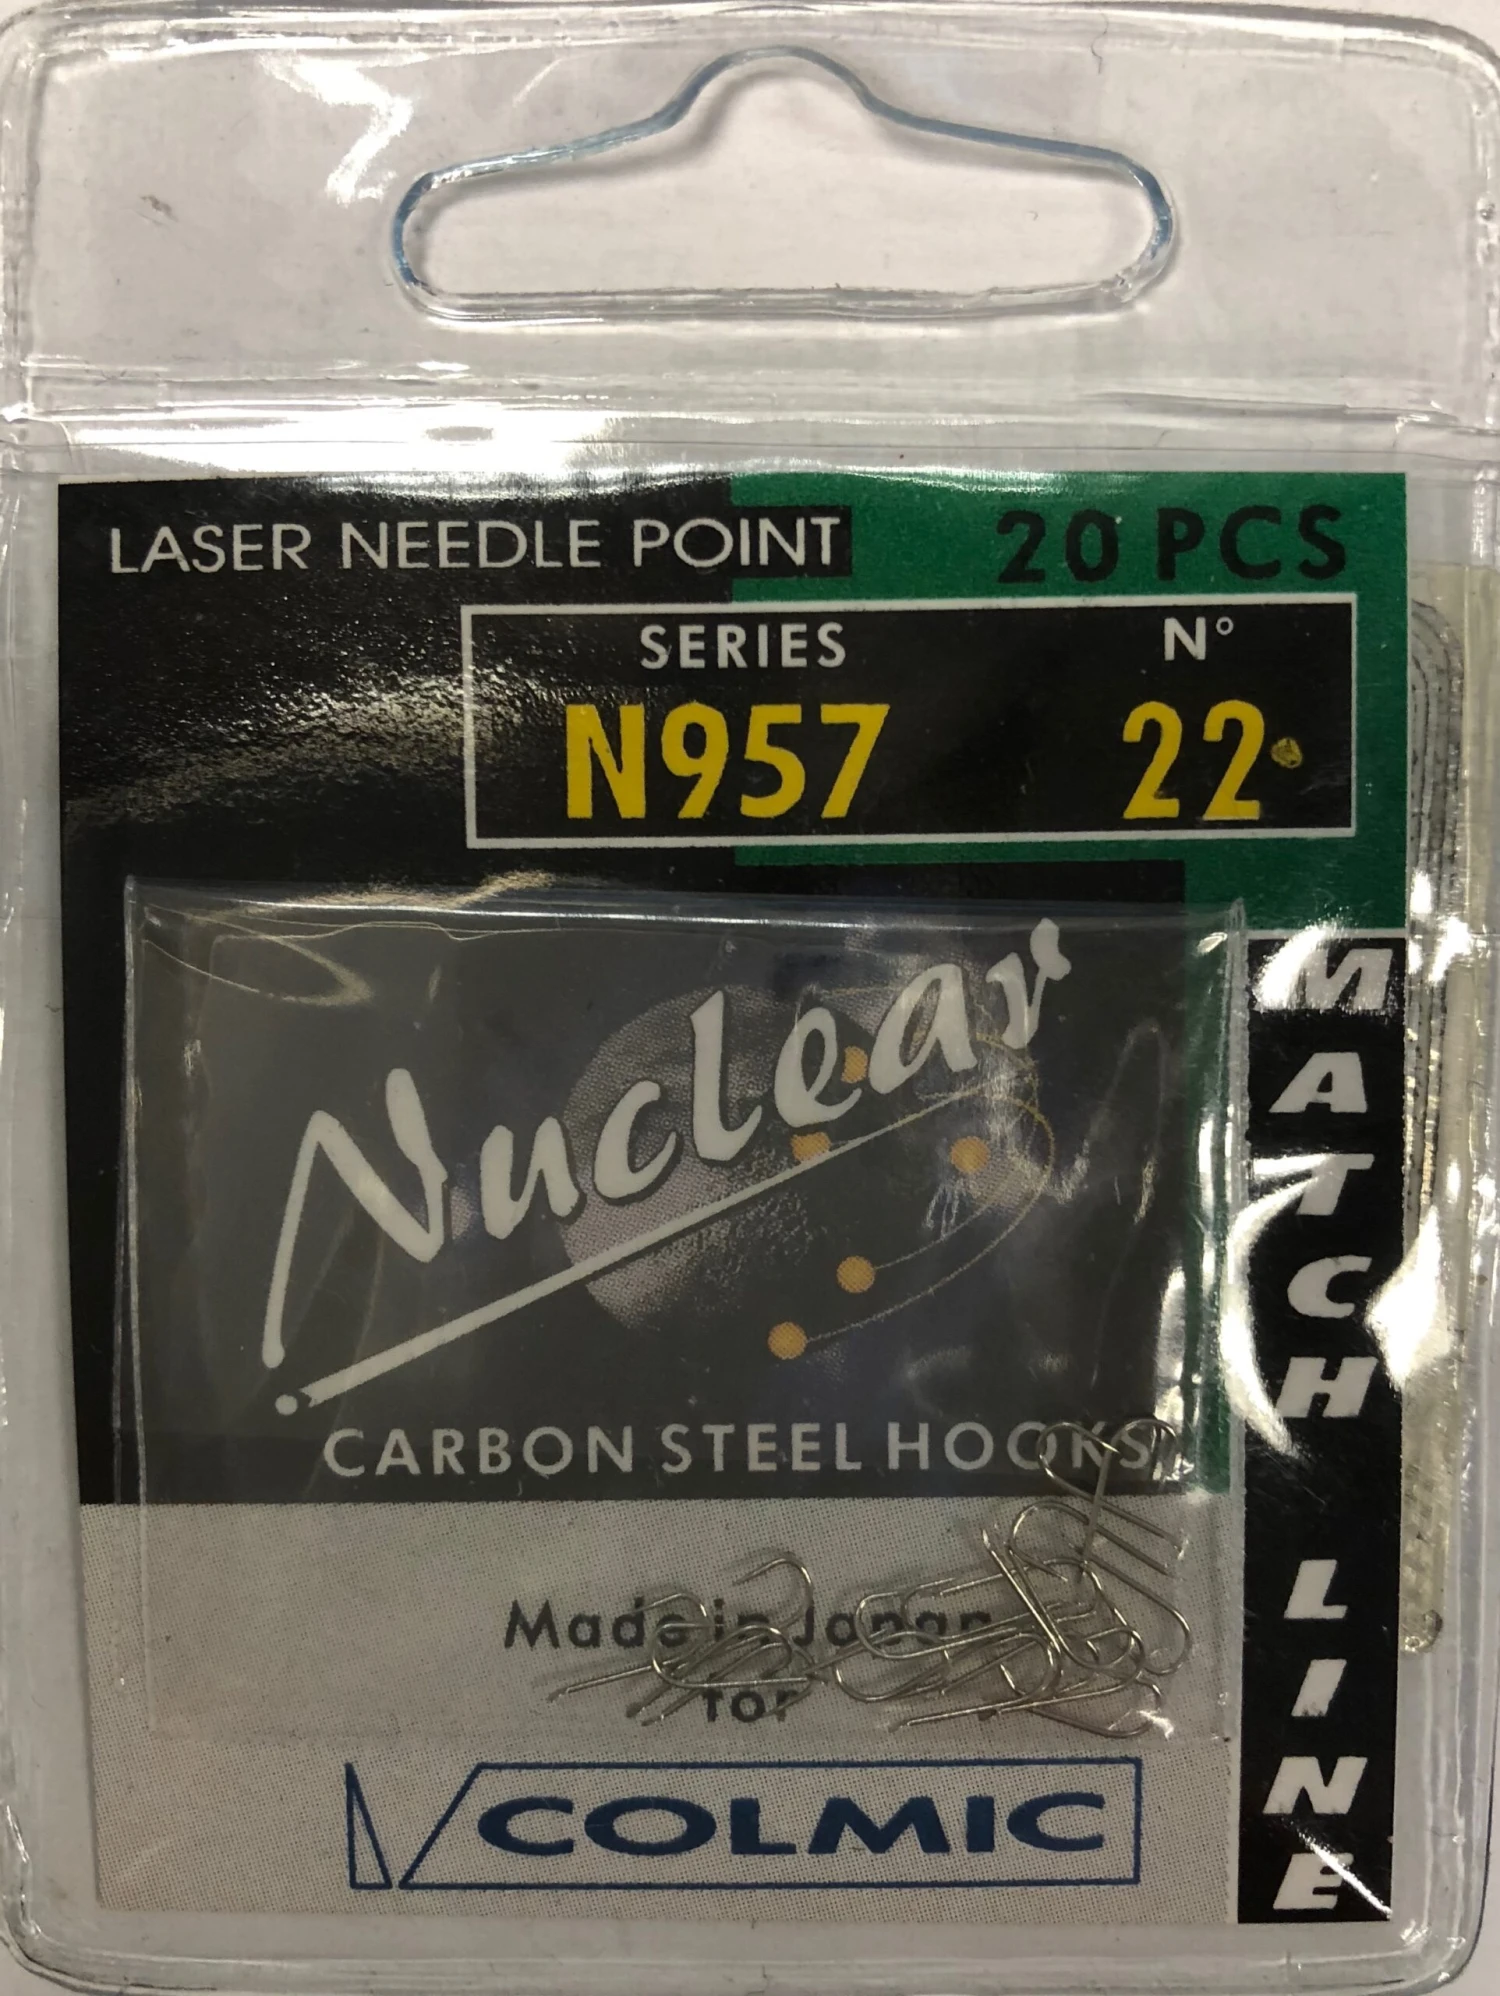 LASER NEEDLE POINT
20 PCS
SERIES
N°
N957
22
Nuclear
CARBON STEEL HOOKS
Made in Japan
for
COLMIC
MATCH LINE